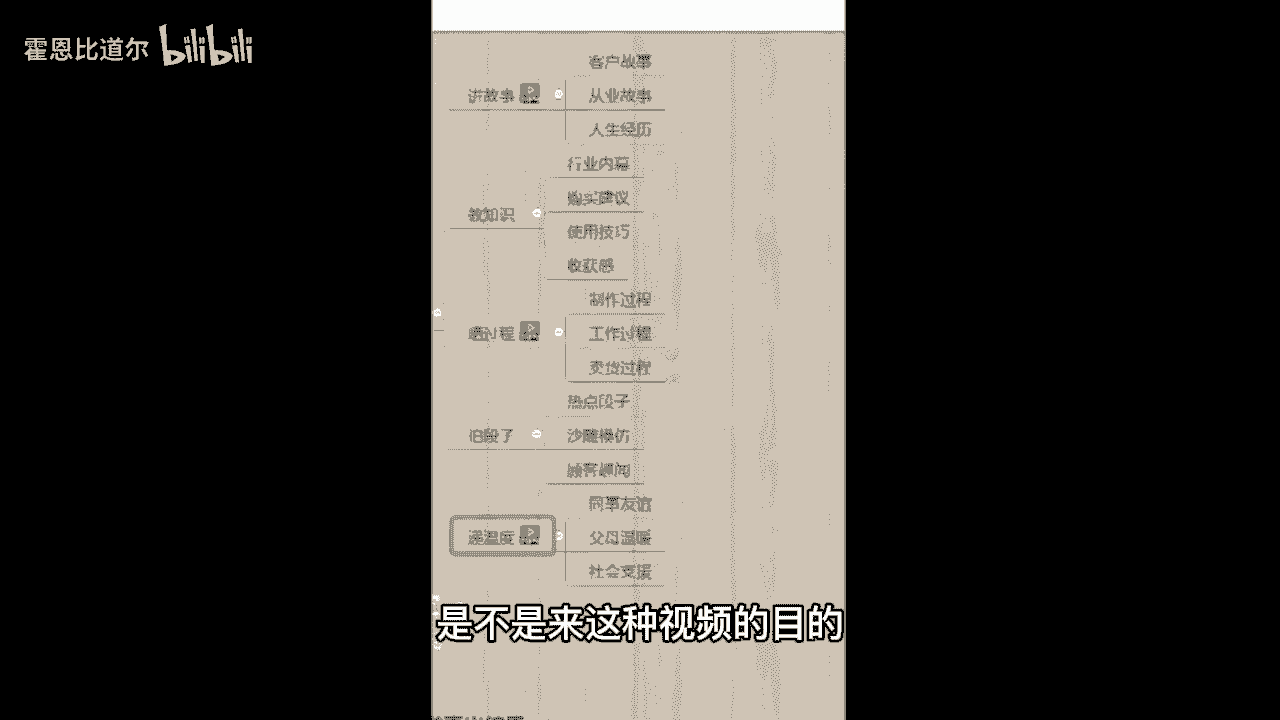 霍恩比道尔 bilibili
客户故事
讲故事
从业故事
人生经历
行业内幕
购买建议
教知识
使用技巧
收获感
制作过程
晒过程
工作过程
卖货过程
热点段子
拍段子
沙雕模仿
同事友谊
递温度
父母温暖
社会支援
是不是来这种视频的目的